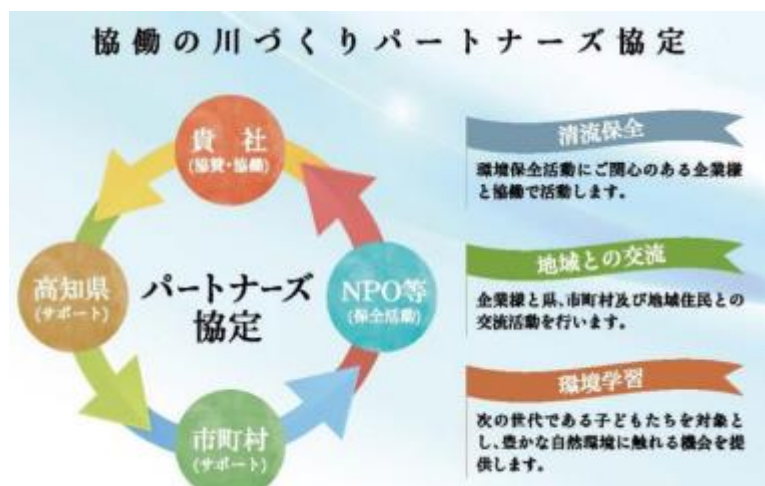 協働の川づくりパートナーズ協定
貴 社
(協賛・協働)
高知県
(サポート)
パートナーズ
協定
NPO等
(保全活動)
市町村
(サポート)
清流保全
環境保全活動にご関心のある企業様
と協働で活動します。
地域との交流
企業様と県、市町村及び地域住民との
交流活動を行います。
環境学習
次の世代である子どもたちを対象と
し、豊かな自然環境に触れる機会を提
供します。